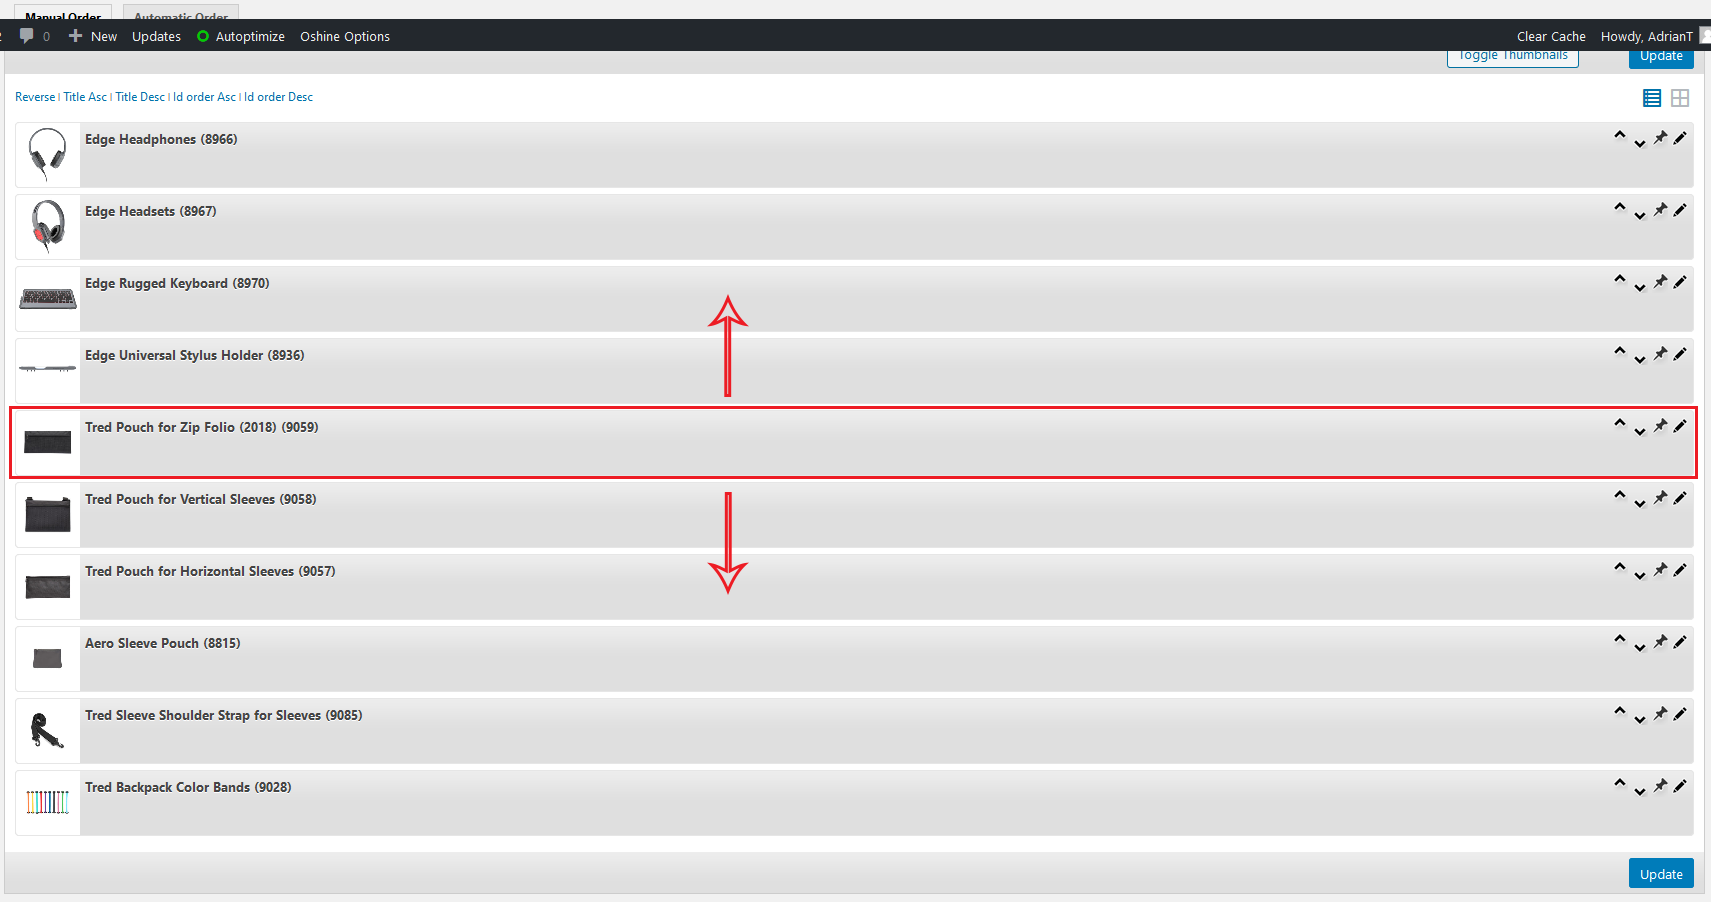 Manual Order Automatic Order
2 0 New Updates Autoptimize Oshine Options Clear Cache Howdy, AdrianT
Toggle Thumbnails Update
Reverse | Title Asc | Title Desc | Id order Asc | Id order Desc
Edge Headphones (8966)
Edge Headsets (8967)
Edge Rugged Keyboard (8970)
Edge Universal Stylus Holder (8936)
Tred Pouch for Zip Folio (2018) (9059)
Tred Pouch for Vertical Sleeves (9058)
Tred Pouch for Horizontal Sleeves (9057)
Aero Sleeve Pouch (8815)
Tred Sleeve Shoulder Strap for Sleeves (9085)
Tred Backpack Color Bands (9028)
Update